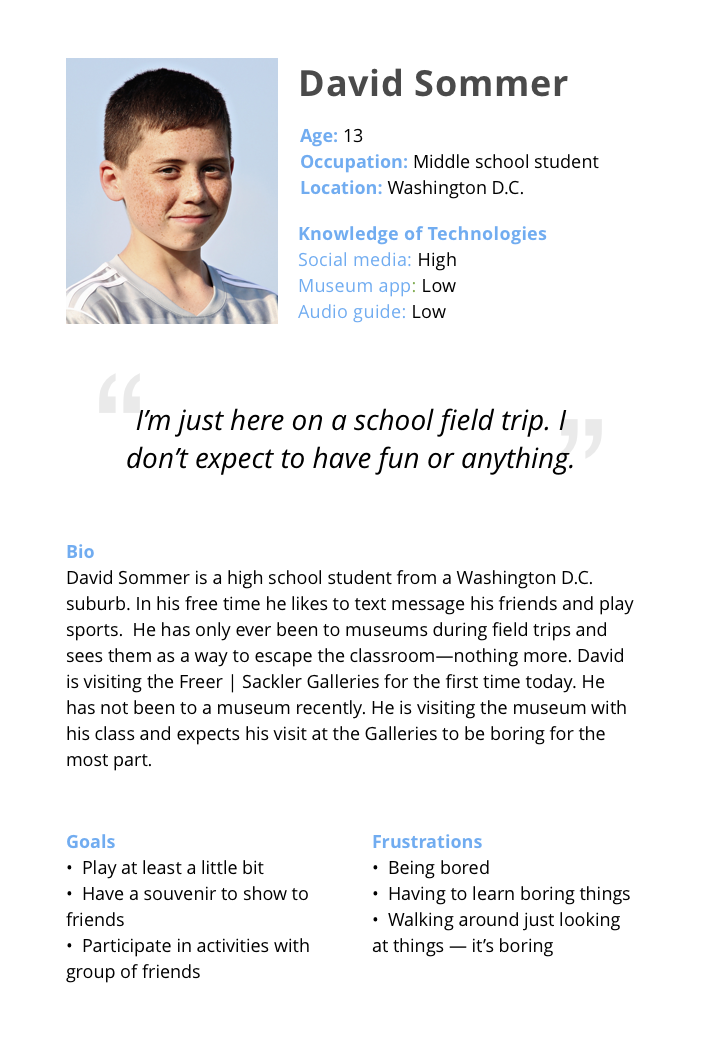 David Sommer
Age: 13
Occupation: Middle school student
Location: Washington D.C.
Knowledge of Technologies
Social media: High
Museum app: Low
Audio guide: Low
“I’m just here on a school field trip. I
don’t expect to have fun or anything.”
Bio
David Sommer is a high school student from a Washington D.C.
suburb. In his free time he likes to text message his friends and play
sports.  He has only ever been to museums during field trips and
sees them as a way to escape the classroom—nothing more. David
is visiting the Freer | Sackler Galleries for the first time today. He
has not been to a museum recently. He is visiting the museum with
his class and expects his visit at the Galleries to be boring for the
most part.
Goals
• Play at least a little bit
• Have a souvenir to show to
friends
• Participate in activities with
group of friends
Frustrations
• Being bored
• Having to learn boring things
• Walking around just looking
at things — it’s boring